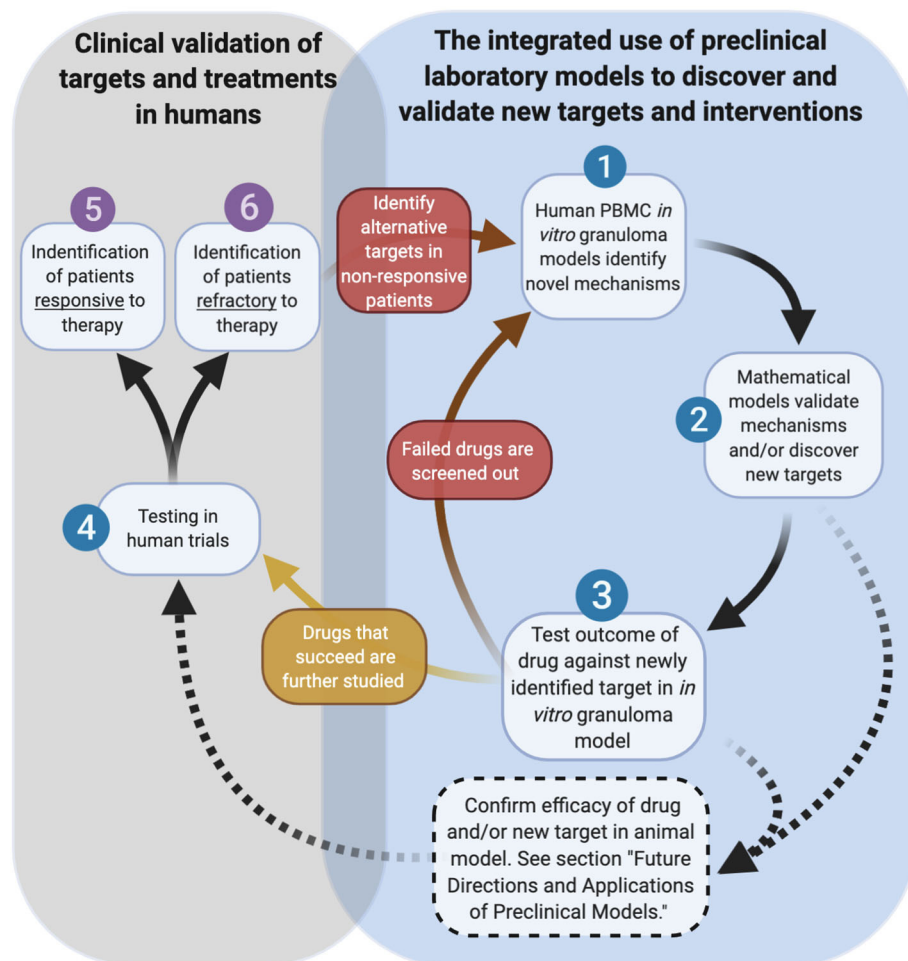 Clinical validation of
targets and treatments
in humans
The integrated use of preclinical
laboratory models to discover and
validate new targets and interventions
5
Indentification
of patients
responsive to
therapy
6
Identification
of patients
refractory to
therapy
Identify
alternative
targets in
non-responsive
patients
1
Human PBMC in
vitro granuloma
models identify
novel mechanisms
2
Mathematical
models validate
mechanisms
and/or discover
new targets
Failed drugs are
screened out
4
Testing in
human trials
3
Test outcome of
drug against newly
identified target in in
vitro granuloma
model
Drugs that
succeed are
further studied
Confirm efficacy of drug
and/or new target in animal
model. See section "Future
Directions and Applications
of Preclinical Models."